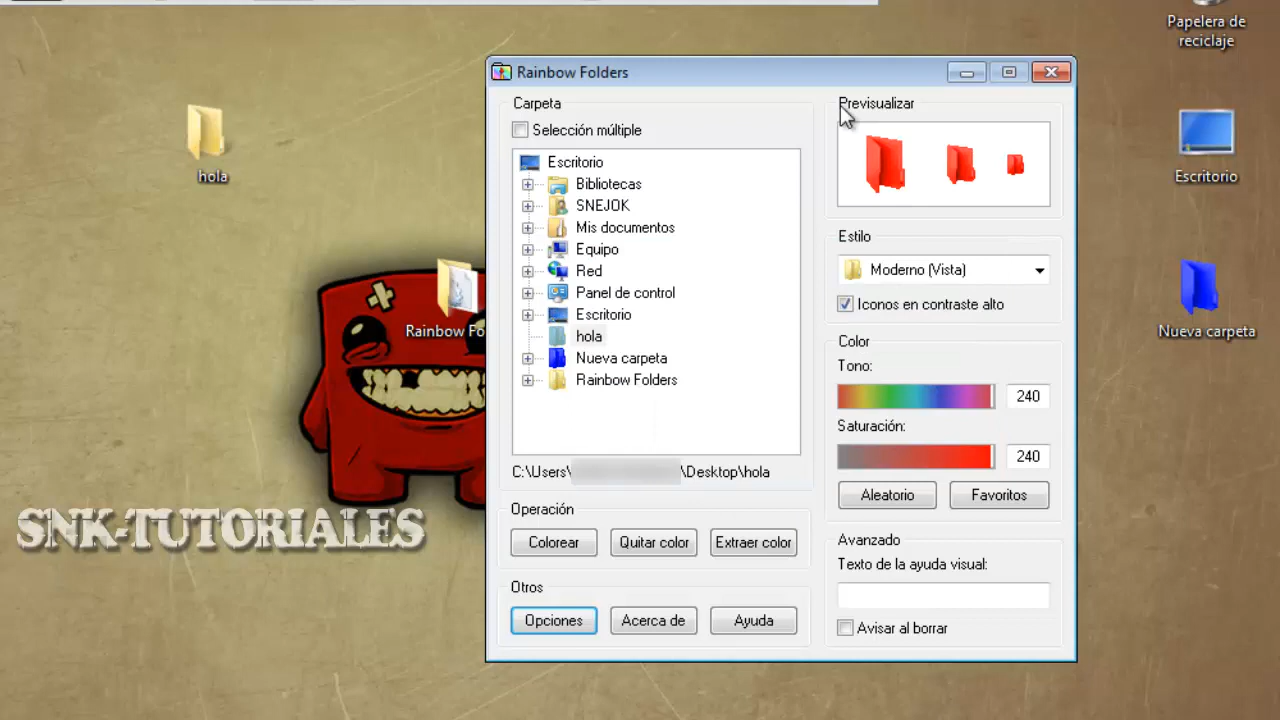 Papelera de
reciclaje
hola
Escritorio
Nueva carpeta
Rainbow Fo
SNK-TUTORIALES
Rainbow Folders
Carpeta
Selección múltiple
Escritorio
Bibliotecas
SNEJOK
Mis documentos
Equipo
Red
Panel de control
Escritorio
hola
Nueva carpeta
Rainbow Folders
C:\Users\ \Desktop\hola
Operación
Colorear
Quitar color
Extraer color
Otros
Opciones
Acerca de
Ayuda
Previsualizar
Estilo
Moderno (Vista)
Iconos en contraste alto
Color
Tono:
240
Saturación:
240
Aleatorio
Favoritos
Avanzado
Texto de la ayuda visual:
Avisar al borrar